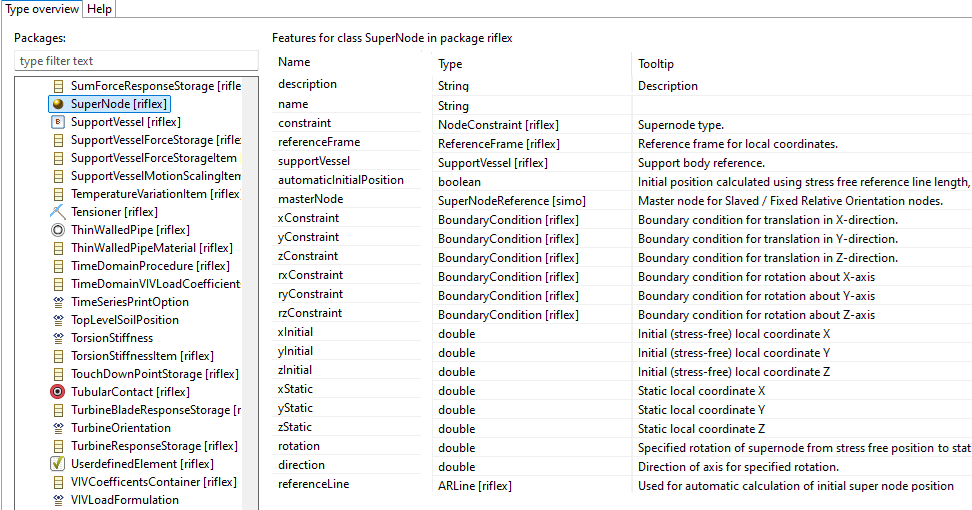 Type overview Help
Packages:
type filter text
SumForceResponseStorage [rifle
SuperNode [riflex]
SupportVessel [riflex]
SupportVesselForceStorage [rifle
SupportVesselForceStorageItem
SupportVesselMotionScalingItem
TemperatureVariationItem [riflex]
Tensioner [riflex]
ThinWalledPipe [riflex]
ThinWalledPipeMaterial [riflex]
TimeDomainProcedure [riflex]
TimeDomainVIVLoadCoefficients
TimeSeriesPrintOption
TopLevelSoilPosition
TorsionStiffness
TorsionStiffnessItem [riflex]
TouchDownPointStorage [riflex]
TubularContact [riflex]
TurbineBladeResponseStorage [r
TurbineOrientation
TurbineResponseStorage [riflex]
UserdefinedElement [riflex]
VIVCoefficentsContainer [riflex]
VIVLoadFormulation
Features for class SuperNode in package riflex
Name Type Tooltip
description String Description
name String
constraint NodeConstraint [riflex] Supernode type.
referenceFrame ReferenceFrame [riflex] Reference frame for local coordinates.
supportVessel SupportVessel [riflex] Support body reference.
automaticInitialPosition boolean Initial position calculated using stress free reference line length,
masterNode SuperNodeReference [simo] Master node for Slaved / Fixed Relative Orientation nodes.
xConstraint BoundaryCondition [riflex] Boundary condition for translation in X-direction.
yConstraint BoundaryCondition [riflex] Boundary condition for translation in Y-direction.
zConstraint BoundaryCondition [riflex] Boundary condition for translation in Z-direction.
rxConstraint BoundaryCondition [riflex] Boundary condition for rotation about X-axis
ryConstraint BoundaryCondition [riflex] Boundary condition for rotation about Y-axis
rzConstraint BoundaryCondition [riflex] Boundary condition for rotation about Z-axis
xInitial double Initial (stress-free) local coordinate X
yInitial double Initial (stress-free) local coordinate Y
zInitial double Initial (stress-free) local coordinate Z
xStatic double Static local coordinate X
yStatic double Static local coordinate Y
zStatic double Static local coordinate Z
rotation double Specified rotation of supernode from stress free position to stat
direction double Direction of axis for specified rotation.
referenceLine ARLine [riflex] Used for automatic calculation of initial super node position